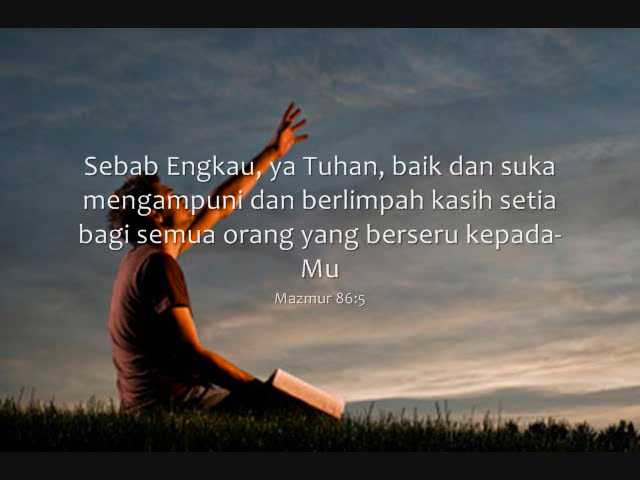 Sebab Engkau, ya Tuhan, baik dan suka
mengampuni dan berlimpah kasih setia
bagi semua orang yang berseru kepada-
Mu
Mazmur 86:5